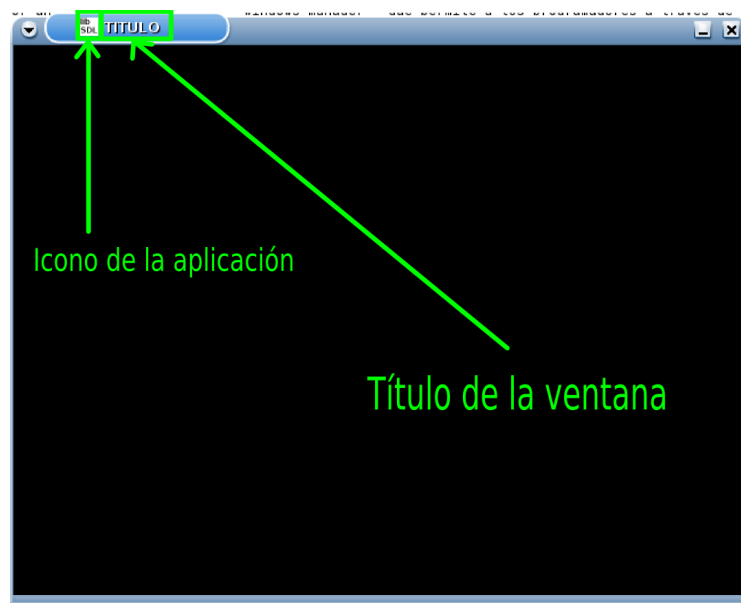 lib
SDL
TITULO
Icono de la aplicación
Título de la ventana